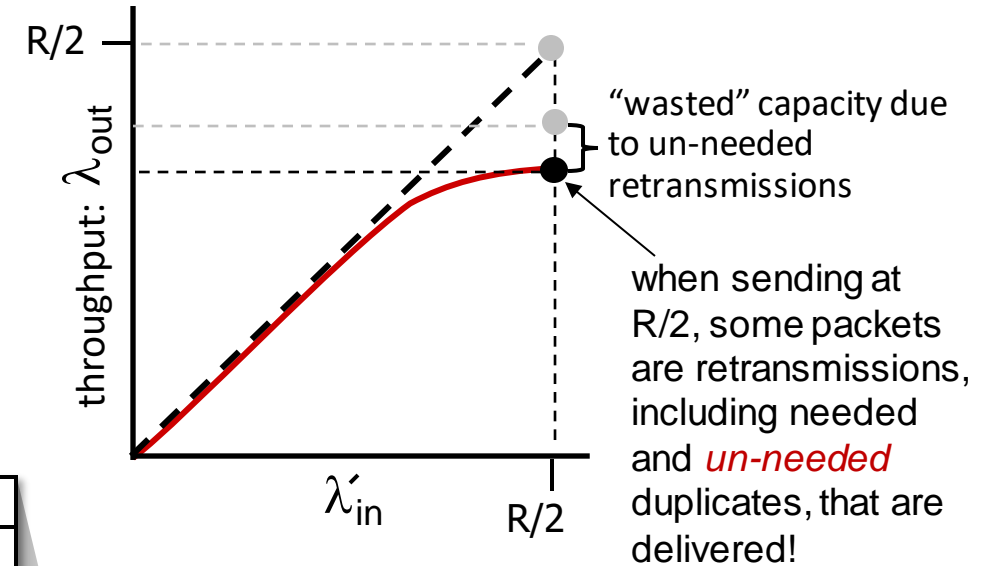 R/2
throughput: λout
λ′in
R/2
“wasted” capacity due
to un-needed
retransmissions
when sending at
R/2, some packets
are retransmissions,
including needed
and un-needed
duplicates, that are
delivered!